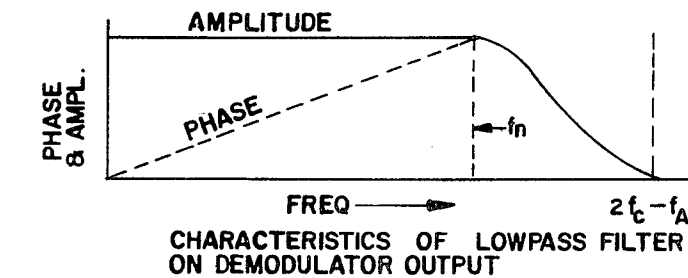 AMPLITUDE
PHASE
& AMPL.
PHASE
fn
FREQ
2fc-fA
CHARACTERISTICS OF LOWPASS FILTER
ON DEMODULATOR OUTPUT